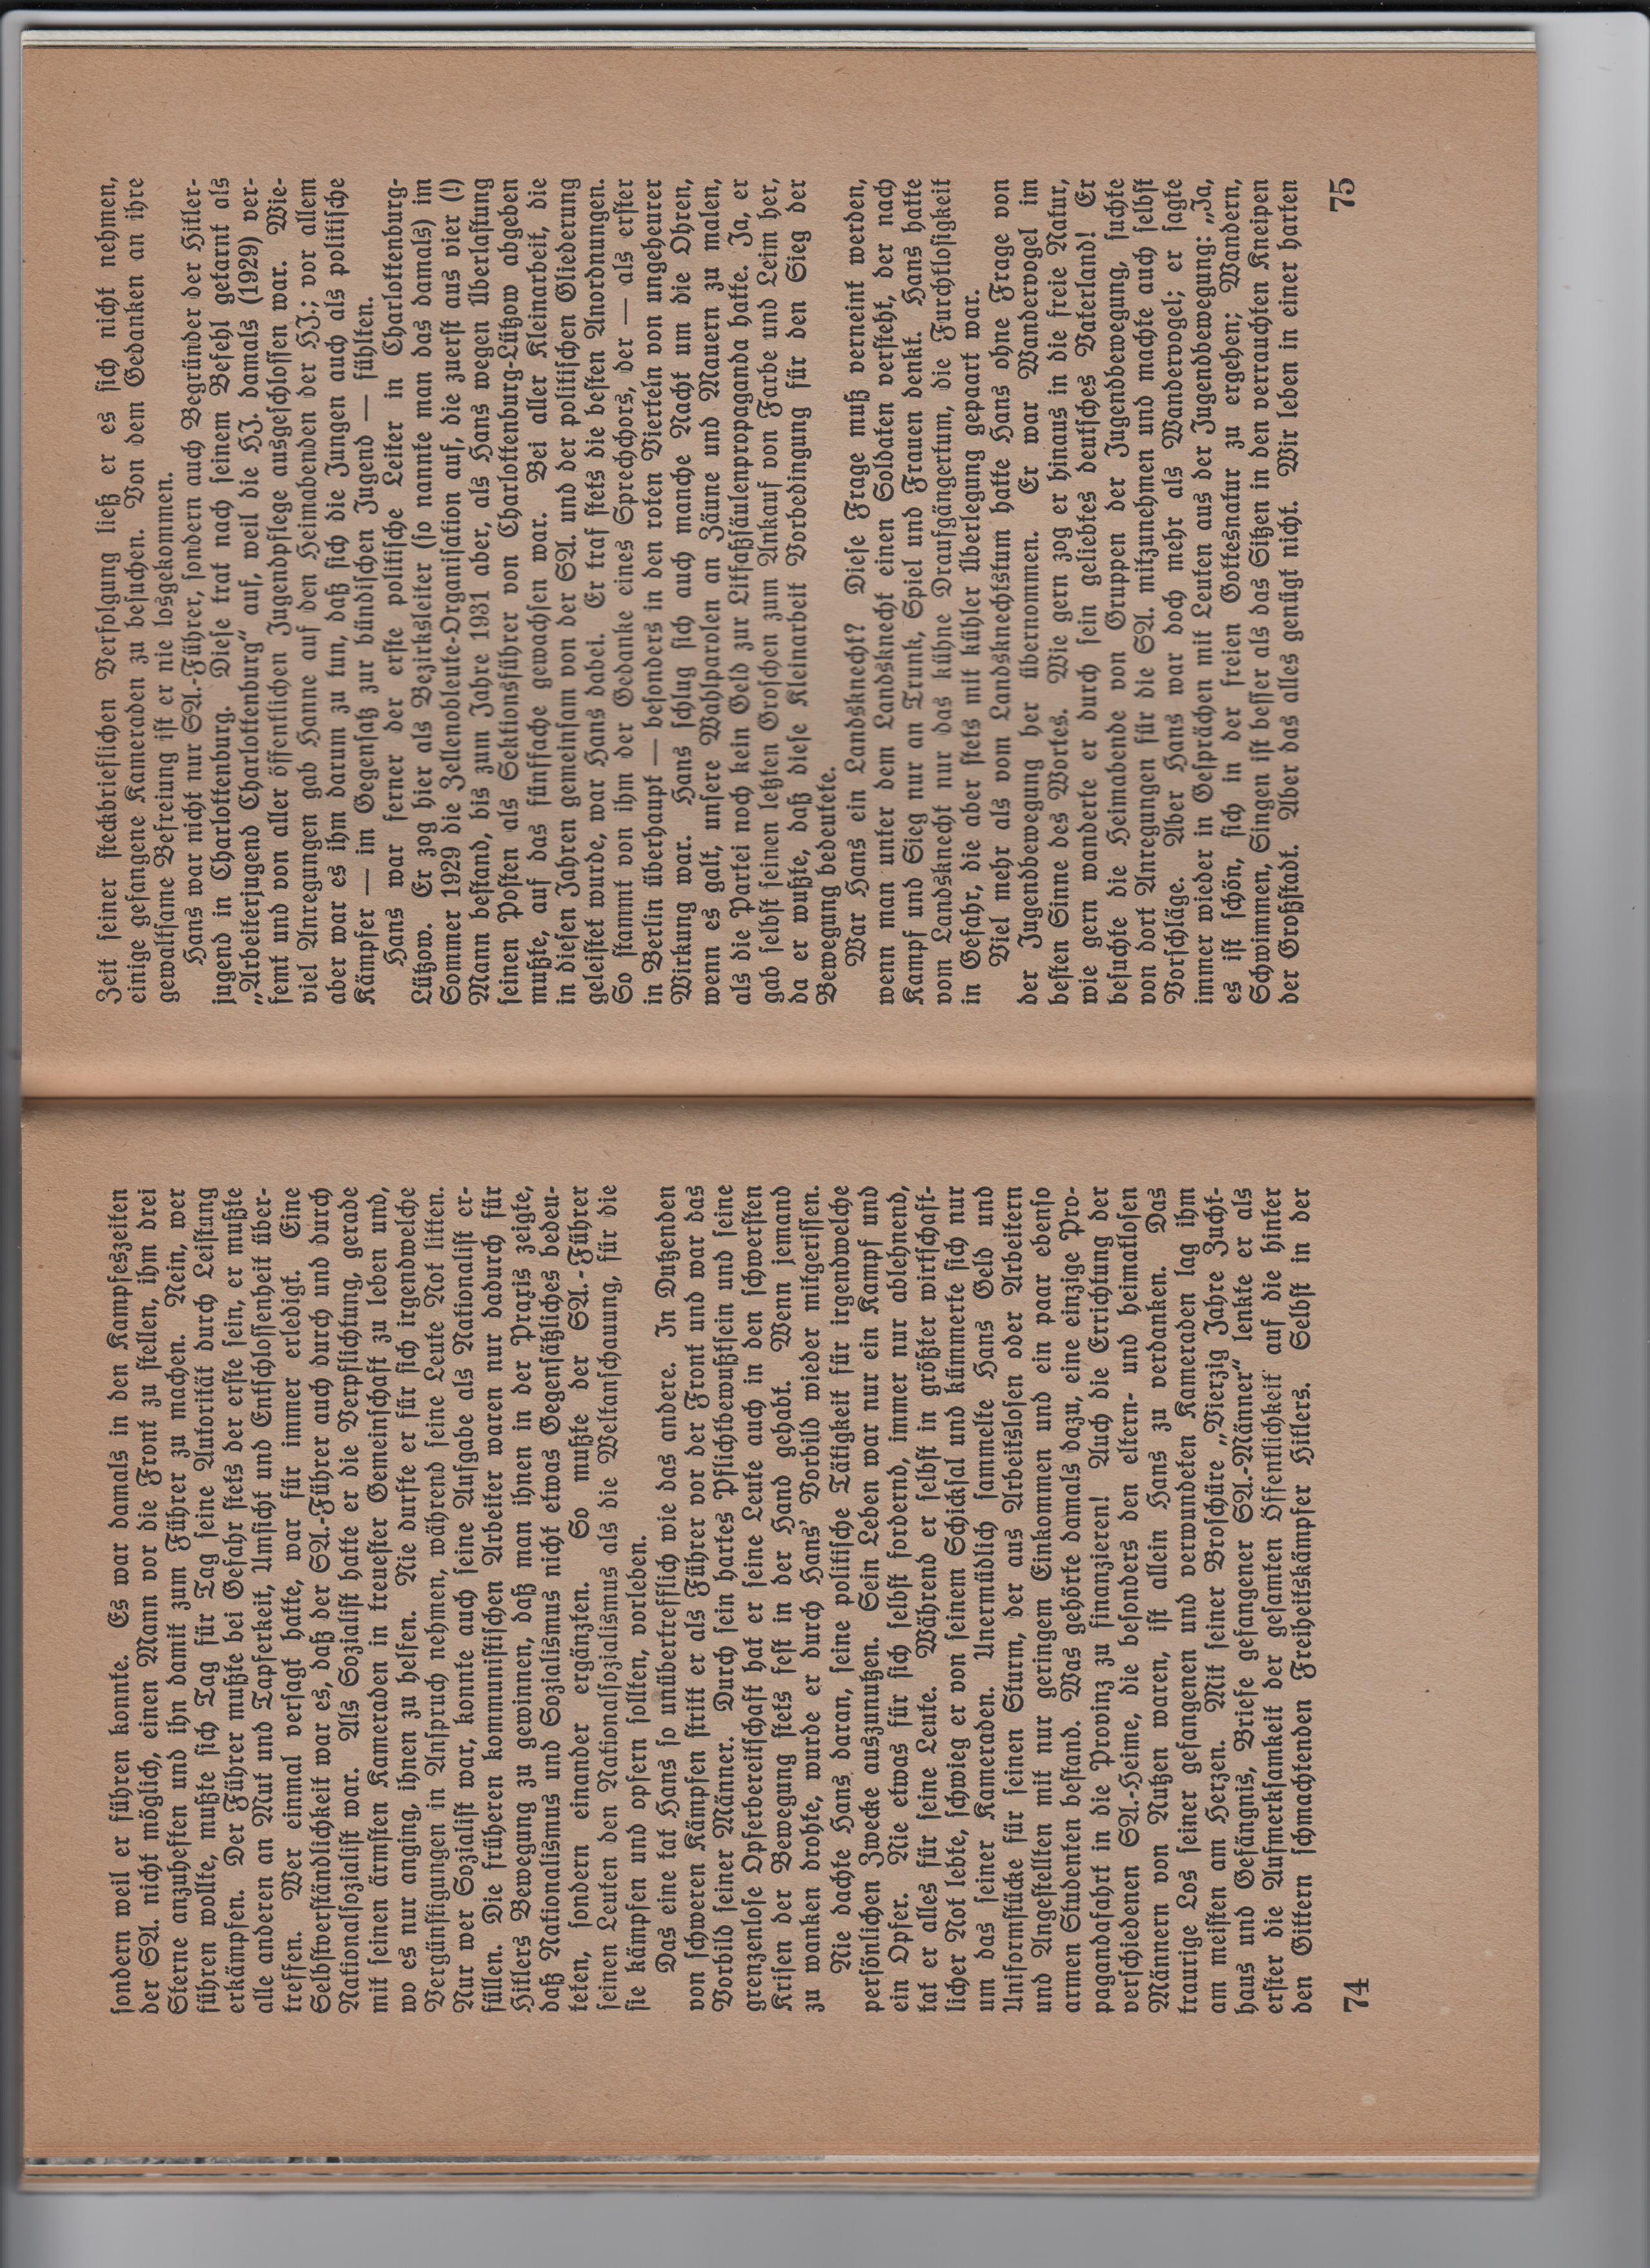 sondern weil er führen konnte. Es war damals in den Kampfeszeiten
der SA. nicht möglich, einen Mann vor die Front zu stellen, ihm drei
Sterne anzuheften und ihn damit zum Führer zu machen. Nein, wer
führen wollte, mußte sich Tag für Tag seine Autorität durch Leistung
erkämpfen. Der Führer mußte bei Gefahr stets der erste sein, er mußte
alle anderen an Mut und Tapferkeit, Umsicht und Entschlossenheit über-
treffen. Wer einmal versagt hatte, war für immer erledigt. Eine
Selbstverständlichkeit war es, daß der SA.-Führer auch durch und durch
Nationalsozialist war. Als Sozialist hatte er die Verpflichtung, gerade
mit seinen ärmsten Kameraden in treuester Gemeinschaft zu leben und,
wo es nur anging, ihnen zu helfen. Nie durfte er für sich irgendwelche
Vergünstigungen in Anspruch nehmen, während seine Leute Not litten.
Nur wer Sozialist war, konnte auch seine Aufgabe als Nationalist er-
füllen. Die früheren kommunistischen Arbeiter waren nur dadurch für
Hitlers Bewegung zu gewinnen, daß man ihnen in der Praxis zeigte,
daß Nationalismus und Sozialismus nicht etwas Gegensätzliches bedeu-
teten, sondern einander ergänzten. So mußte der SA.-Führer
seinen Leuten den Nationalsozialismus als die Weltanschauung, für die
sie kämpfen und opfern sollten, vorleben.
Das eine tat Hans so unübertrefflich wie das andere. In Dutzenden
von schweren Kämpfen stritt er als Führer vor der Front und war das
Vorbild seiner Männer. Durch sein hartes Pflichtbewußtsein und seine
grenzenlose Opferbereitschaft hat er seine Leute auch in den schwersten
Krisen der Bewegung stets fest in der Hand gehabt. Wenn jemand
zu wanken drohte, wurde er durch Hans' Vorbild wieder mitgerissen.
Nie dachte Hans daran, seine politische Tätigkeit für irgendwelche
persönlichen Zwecke auszunutzen. Sein Leben war nur ein Kampf und
ein Opfer. Nie etwas für sich selbst fordernd, immer nur ablehnend,
tat er alles für seine Leute. Während er selbst in größter wirtschaft-
licher Not lebte, schwieg er von seinem Schicksal und kümmerte sich nur
um das seiner Kameraden. Unermüdlich sammelte Hans Geld und
Uniformstücke für seinen Sturm, der aus Arbeitslosen oder Arbeitern
und Angestellten mit nur geringem Einkommen und ein paar ebenso
armen Studenten bestand. Was gehörte damals dazu, eine einzige Pro-
pagandafahrt in die Provinz zu finanzieren! Auch die Errichtung der
verschiedenen SA.-Heime, die besonders den eltern- und heimatlosen
Männern von Nutzen waren, ist allein Hans zu verdanken. Das
traurige Los seiner gefangenen und verwundeten Kameraden lag ihm
am meisten am Herzen. Mit seiner Broschüre „Vierzig Jahre Zucht-
haus und Gefängnis, Briefe gefangener SA.-Männer“ lenkte er als
erster die Aufmerksamkeit der gesamten Öffentlichkeit auf die hinter
den Gittern schmachtenden Freiheitskämpfer Hitlers. Selbst in der
74
Zeit seiner steckbrieflichen Verfolgung ließ er es sich nicht nehmen,
einige gefangene Kameraden zu besuchen. Von dem Gedanken an ihre
gewaltsame Befreiung ist er nie losgekommen.
Hans war nicht nur SA.-Führer, sondern auch Begründer der Hitler-
jugend in Charlottenburg. Diese trat nach seinem Befehl getarnt als
„Arbeiterjugend Charlottenburg“ auf, weil die HJ. damals (1929) ver-
femt und von aller öffentlichen Jugendpflege ausgeschlossen war. Wie-
viel Anregungen gab Hanne auf den Heimabenden der HJ.; vor allem
aber war es ihm darum zu tun, daß sich die Jungen auch als politische
Kämpfer — im Gegensatz zur bündischen Jugend — fühlten.
Hans war ferner der erste politische Leiter in Charlottenburg-
Lützow. Er zog hier als Bezirksleiter (so nannte man das damals) im
Sommer 1929 die Zellenobleute-Organisation auf, die zuerst aus vier (!)
Mann bestand, bis zum Jahre 1931 aber, als Hans wegen Überlastung
seinen Posten als Sektionsführer von Charlottenburg-Lützow abgeben
mußte, auf das fünffache gewachsen war. Bei aller Kleinarbeit, die
in diesen Jahren gemeinsam von der SA. und der politischen Gliederung
geleistet wurde, war Hans dabei. Er traf stets die besten Anordnungen.
So stammt von ihm der Gedanke eines Sprechchors, der — als erster
in Berlin überhaupt — besonders in den roten Vierteln von ungeheurer
Wirkung war. Hans schlug sich auch manche Nacht um die Ohren,
wenn es galt, unsere Wahlparolen an Zäune und Mauern zu malen,
als die Partei noch kein Geld zur Litfaßsäulenpropaganda hatte. Ja, er
gab selbst seinen letzten Groschen zum Ankauf von Farbe und Leim her,
da er wußte, daß diese Kleinarbeit Vorbedingung für den Sieg der
Bewegung bedeutete.
War Hans ein Landsknecht? Diese Frage muß verneint werden,
wenn man unter dem Landsknecht einen Soldaten versteht, der nach
Kampf und Sieg nur an Trunk, Spiel und Frauen denkt. Hans hatte
vom Landsknecht nur das kühne Draufgängertum, die Furchtlosigkeit
in Gefahr, die aber stets mit kühler Überlegung gepaart war.
Viel mehr als vom Landsknechtstum hatte Hans ohne Frage von
der Jugendbewegung her übernommen. Er war Wandervogel im
besten Sinne des Wortes. Wie gern zog er hinaus in die freie Natur,
wie gern wanderte er durch sein geliebtes deutsches Vaterland! Er
besuchte die Heimabende von Gruppen der Jugendbewegung, suchte
von dort Anregungen für die SA. mitzunehmen und machte auch selbst
Vorschläge. Aber Hans war doch mehr als Wandervogel; er sagte
immer wieder in Gesprächen mit Leuten aus der Jugendbewegung: „Ja,
es ist schön, sich in der freien Gottesnatur zu ergehen; Wandern,
Schwimmen, Singen ist besser als das Sitzen in den verrauchten Kneipen
der Großstadt. Aber das alles genügt nicht. Wir leben in einer harten
75